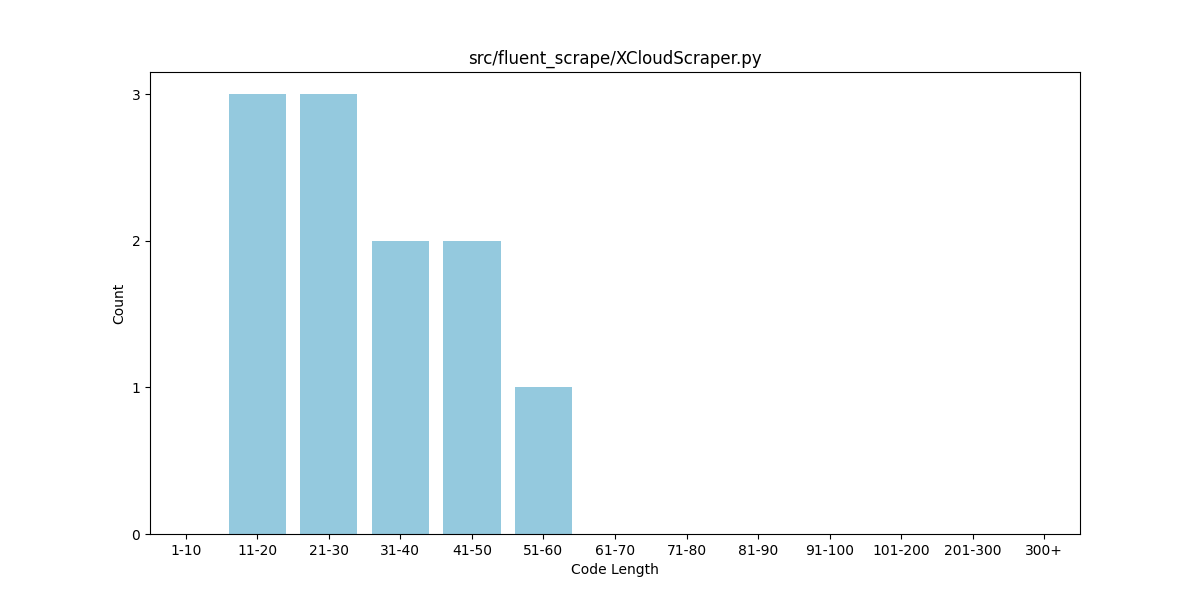 src/fluent_scrape/XCloudScraper.py
3
2
1
0
Count
1-10 11-20 21-30 31-40 41-50 51-60 61-70 71-80 81-90 91-100 101-200 201-300 300+
Code Length